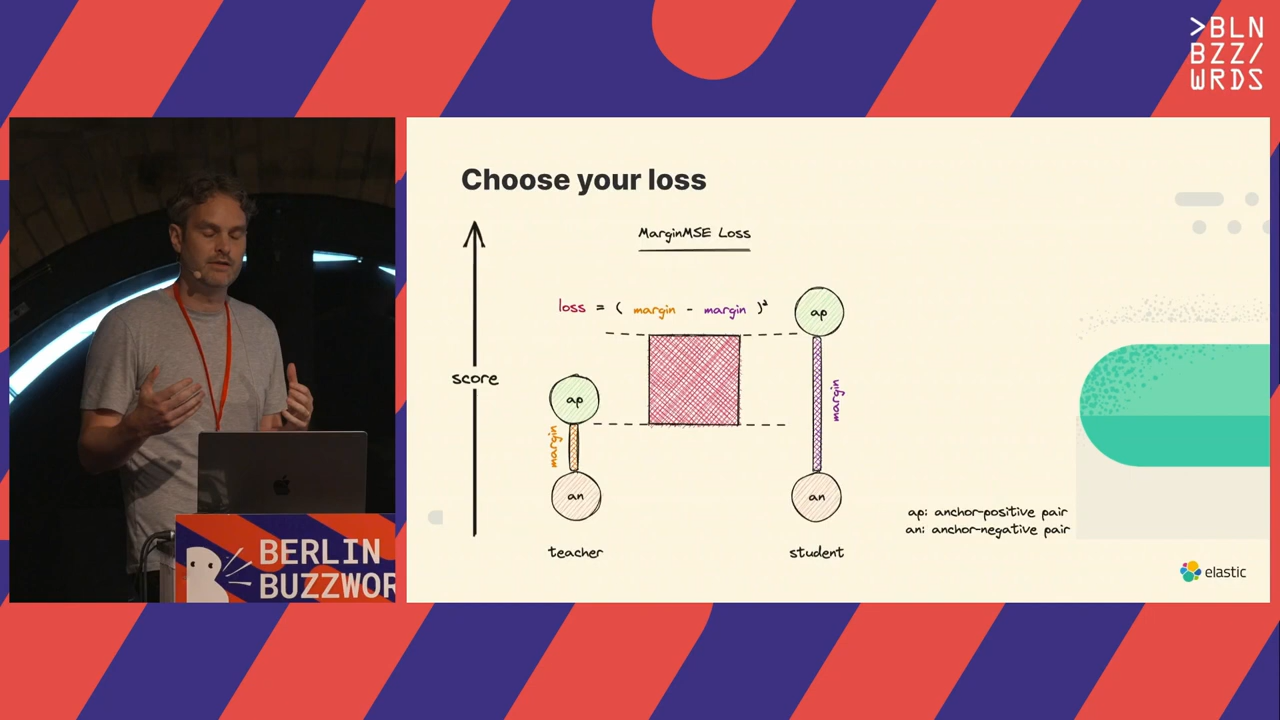 >BLN
BZZ/
WRDS
Choose your loss
MarginMSE Loss
loss = ( margin - margin )²
ap
score
ap
margin
margin
an
an
ap: anchor-positive pair
an: anchor-negative pair
teacher
student
elastic
BERLIN
BUZZWOR